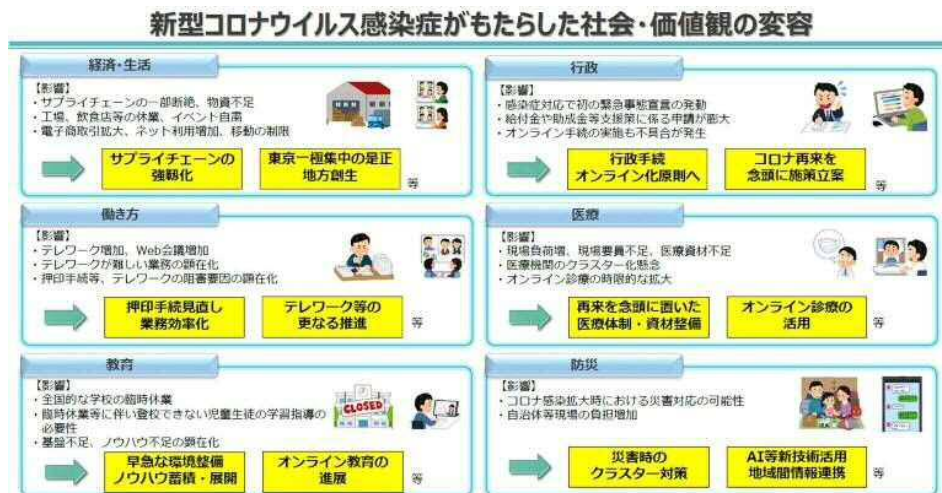 新型コロナウイルス感染症がもたらした社会・価値観の変容
経済・生活
【影響】
・サプライチェーンの一部断絶、物資不足
・工場、飲食店等の休業、イベント自粛
・電子商取引拡大、ネット利用増加、移動の制限
サプライチェーンの
強靱化
東京一極集中の是正
地方創生
等
行政
【影響】
・感染症対応で初の緊急事態宣言の発動
・給付金や助成金等支援策に係る申請が膨大
・オンライン手続の実施も不具合が発生
行政手続
オンライン化原則へ
コロナ再来を
念頭に施策立案
等
働き方
【影響】
・テレワーク増加、Web会議増加
・テレワークが難しい業務の顕在化
・押印手続等、テレワークの阻害要因の顕在化
押印手続見直し
業務効率化
テレワーク等の
更なる推進
等
医療
【影響】
・現場負荷増、現場要員不足、医療資材不足
・医療機関のクラスター化懸念
・オンライン診療の時限的な拡大
再来を念頭に置いた
医療体制・資材整備
オンライン診療の
活用
等
教育
【影響】
・全国的な学校の臨時休業
・臨時休業等に伴い登校できない児童生徒の学習指導の
必要性
・基盤不足、ノウハウ不足の顕在化
CLOSED
早急な環境整備
ノウハウ蓄積・展開
オンライン教育の
進展
等
防災
【影響】
・コロナ感染拡大時における災害対応の可能性
・自治体等現場の負担増加
災害時の
クラスター対策
AI等新技術活用
地域間情報連携
等